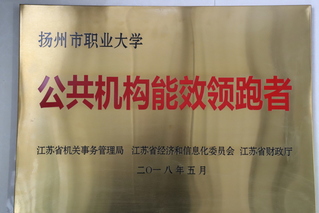 扬州市职业大学
公共机构能效领跑者
江苏省机关事务管理局 江苏省经济和信息化委员会 江苏省财政厅
二〇一八年五月